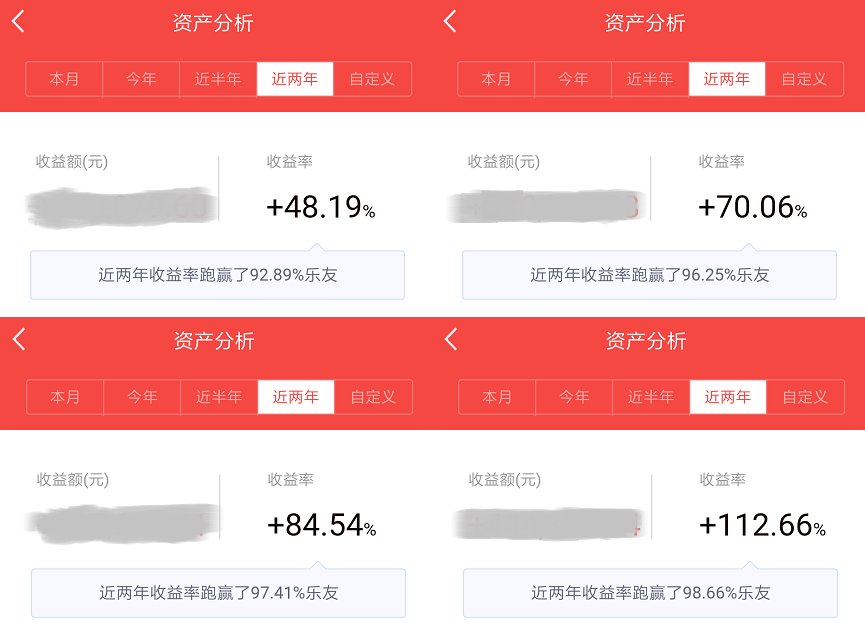 资产分析
本月 今年 近半年 近两年 自定义
收益额(元) 收益率
+48.19%
近两年收益率跑赢了92.89%乐友
资产分析
本月 今年 近半年 近两年 自定义
收益额(元) 收益率
+70.06%
近两年收益率跑赢了96.25%乐友
资产分析
本月 今年 近半年 近两年 自定义
收益额(元) 收益率
+84.54%
近两年收益率跑赢了97.41%乐友
资产分析
本月 今年 近半年 近两年 自定义
收益额(元) 收益率
+112.66%
近两年收益率跑赢了98.66%乐友